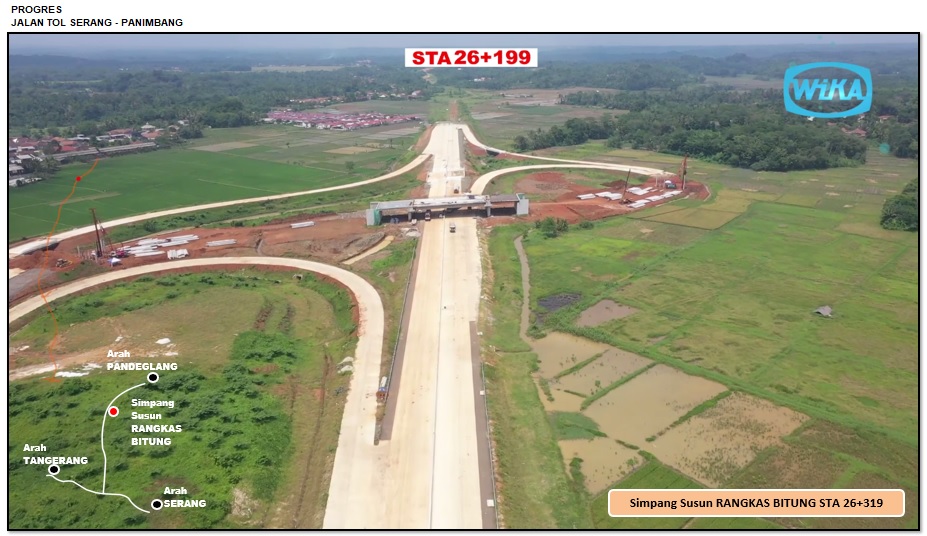 PROGRES
JALAN TOL SERANG - PANIMBANG
STA 26+199
WIKA
Arah
PANDEGLANG
Simpang
Susun
RANGKAS
BITUNG
Arah
TANGERANG
Arah
SERANG
Simpang Susun RANGKAS BITUNG STA 26+319